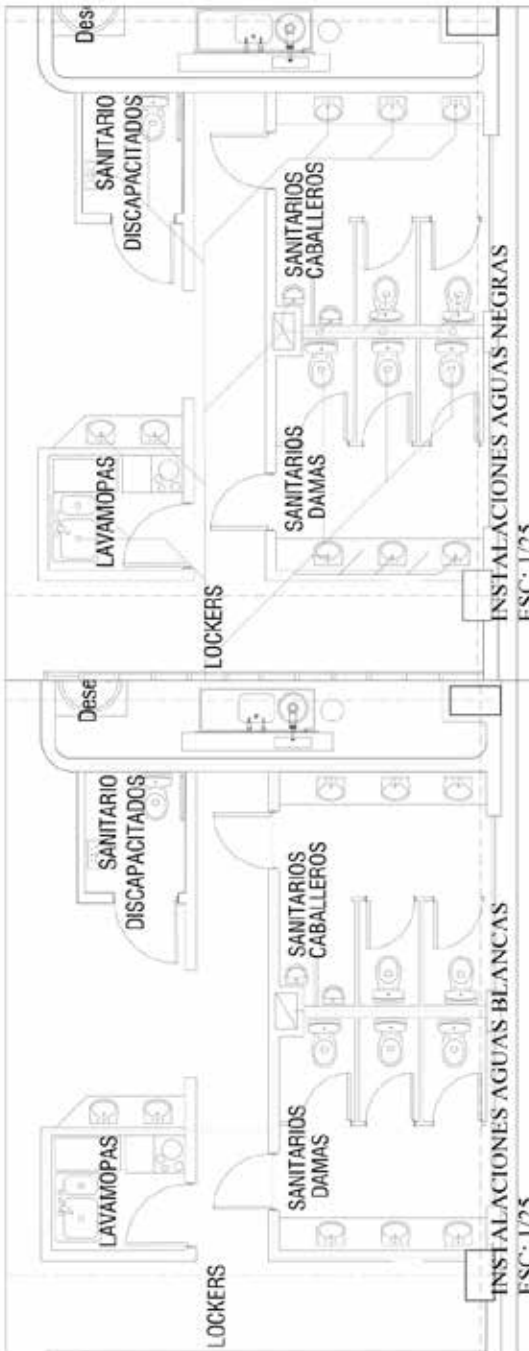 Dese
SANITARIO
DISCAPACITADOS
LAVAMOPAS
SANITARIOS
CABALLEROS
SANITARIOS
DAMAS
LOCKERS
INSTALACIONES AGUAS BLANCAS
ESC: 1/25
Dese
SANITARIO
DISCAPACITADOS
LAVAMOPAS
SANITARIOS
CABALLEROS
SANITARIOS
DAMAS
LOCKERS
INSTALACIONES AGUAS NEGRAS
ESC: 1/25